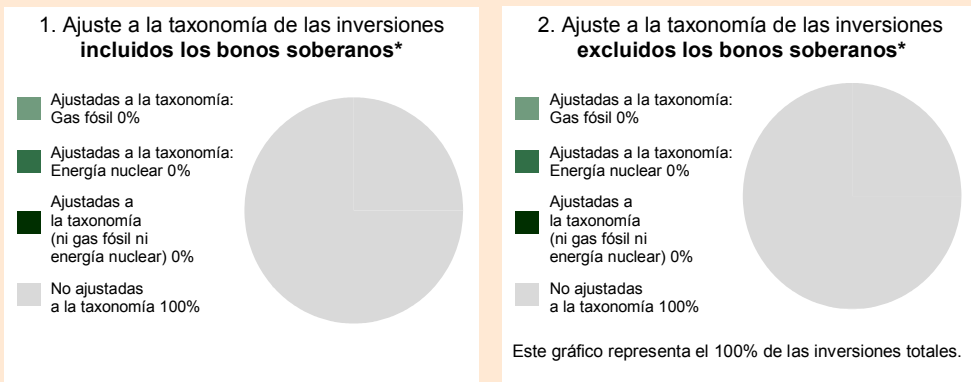 1. Ajuste a la taxonomía de las inversiones
incluidos los bonos soberanos*
Ajustadas a la taxonomía:
Gas fósil 0%
Ajustadas a la taxonomía:
Energía nuclear 0%
Ajustadas a
la taxonomía
(ni gas fósil ni
energía nuclear) 0%
No ajustadas
a la taxonomía 100%
2. Ajuste a la taxonomía de las inversiones
excluidos los bonos soberanos*
Ajustadas a la taxonomía:
Gas fósil 0%
Ajustadas a la taxonomía:
Energía nuclear 0%
Ajustadas a
la taxonomía
(ni gas fósil ni
energía nuclear) 0%
No ajustadas
a la taxonomía 100%
Este gráfico representa el 100% de las inversiones totales.